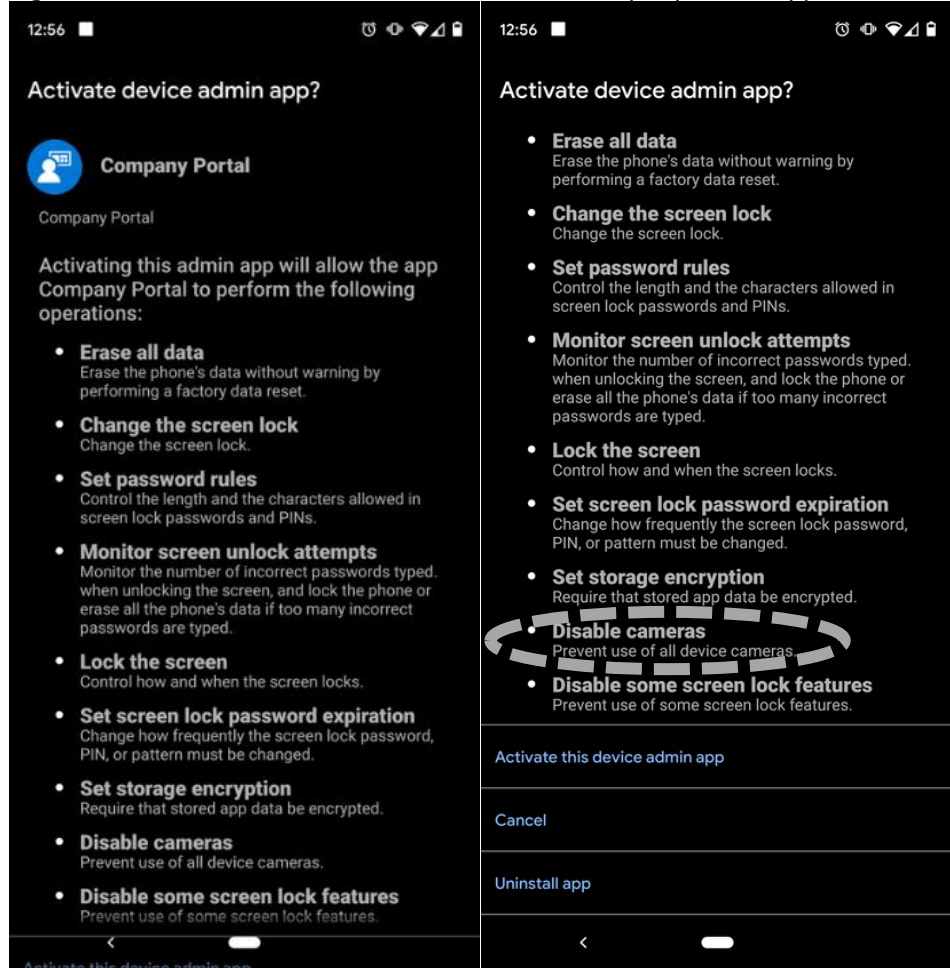 12:56
Activate device admin app?
Company Portal
Company Portal
Activating this admin app will allow the app
Company Portal to perform the following
operations:
• Erase all data
Erase the phone's data without warning by
performing a factory data reset.
• Change the screen lock
Change the screen lock.
• Set password rules
Control the length and the characters allowed in
screen lock passwords and PINs.
• Monitor screen unlock attempts
Monitor the number of incorrect passwords typed.
when unlocking the screen, and lock the phone or
erase all the phone's data if too many incorrect
passwords are typed.
• Lock the screen
Control how and when the screen locks.
• Set screen lock password expiration
Change how frequently the screen lock password,
PIN, or pattern must be changed.
• Set storage encryption
Require that stored app data be encrypted.
• Disable cameras
Prevent use of all device cameras.
• Disable some screen lock features
Prevent use of some screen lock features.
Activate this device admin app
12:56
Activate device admin app?
• Erase all data
Erase the phone's data without warning by
performing a factory data reset.
• Change the screen lock
Change the screen lock.
• Set password rules
Control the length and the characters allowed in
screen lock passwords and PINs.
• Monitor screen unlock attempts
Monitor the number of incorrect passwords typed.
when unlocking the screen, and lock the phone or
erase all the phone's data if too many incorrect
passwords are typed.
• Lock the screen
Control how and when the screen locks.
• Set screen lock password expiration
Change how frequently the screen lock password,
PIN, or pattern must be changed.
• Set storage encryption
Require that stored app data be encrypted.
• Disable cameras
Prevent use of all device cameras.
• Disable some screen lock features
Prevent use of some screen lock features.
Activate this device admin app
Cancel
Uninstall app